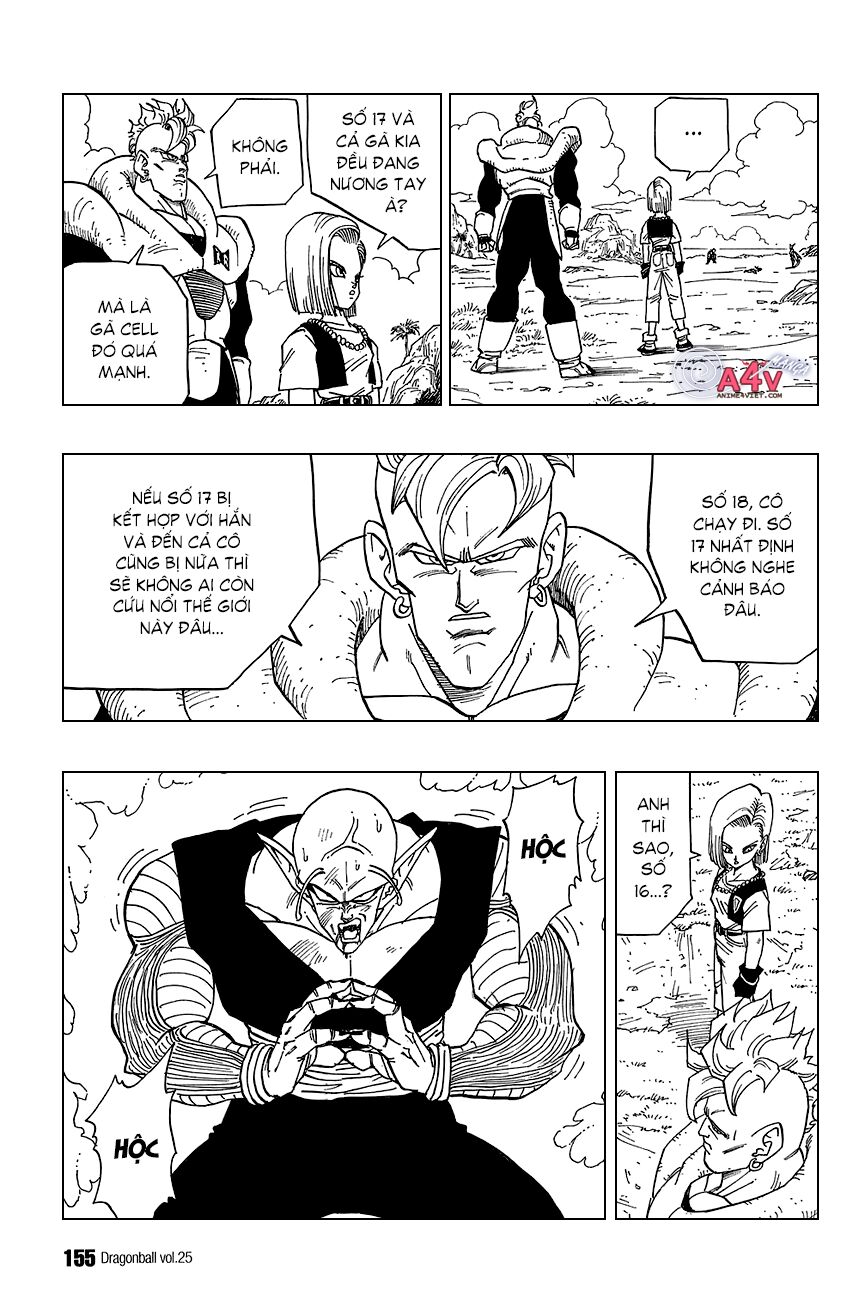 ...
SỐ 17 VÀ
CẢ GÃ KIA
ĐỀU ĐANG
NƯƠNG TAY
À?
KHÔNG
PHẢI.
MÀ LÀ
GÃ CELL
ĐÓ QUÁ
MẠNH.
MANGA
A4V
ANIME4VIET.COM
SỐ 18, CÔ
CHẠY ĐI. SỐ
17 NHẤT ĐỊNH
KHÔNG NGHE
CẢNH BÁO
ĐÂU.
NẾU SỐ 17 BỊ
KẾT HỢP VỚI HẮN
VÀ ĐẾN CẢ CÔ
CŨNG BỊ NỮA THÌ
SẼ KHÔNG AI CÒN
CỨU NỔI THẾ GIỚI
NÀY ĐÂU...
ANH
THÌ
SAO,
SỐ
16...?
HỘC
HỘC
155 Dragonball vol.25